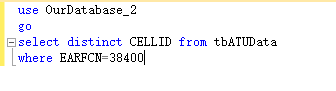 use OurDatabase_2
go
select distinct CELLID from tbATUData
where EARFCN=38400